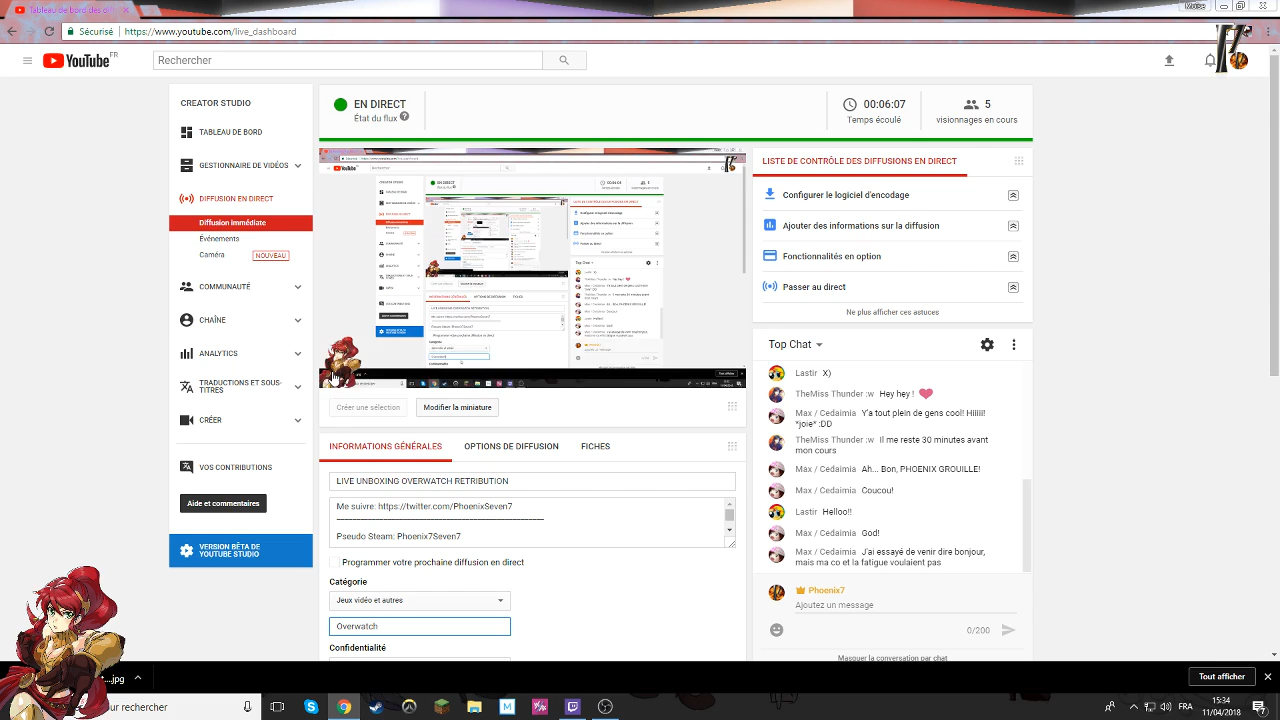 Tableau de bord des dif
Moïse
Sécurisé
https://www.youtube.com/live_dashboard
YouTube FR
Rechercher
CREATOR STUDIO
TABLEAU DE BORD
GESTIONNAIRE DE VIDÉOS
DIFFUSION EN DIRECT
Diffusion immédiate
Événements
Caméra
NOUVEAU
COMMUNAUTÉ
CHAÎNE
ANALYTICS
TRADUCTIONS ET SOUS-
TITRES
CRÉER
VOS CONTRIBUTIONS
Aide et commentaires
VERSION BÊTA DE
YOUTUBE STUDIO
EN DIRECT
État du flux
00:06:07
Temps écoulé
5
visionnages en cours
Créer une sélection
Modifier la miniature
INFORMATIONS GÉNÉRALES
OPTIONS DE DIFFUSION
FICHES
LIVE UNBOXING OVERWATCH RETRIBUTION
Me suivre: https://twitter.com/PhoenixSeven7
Pseudo Steam: Phoenix7Seven7
Programmer votre prochaine diffusion en direct
Catégorie
Jeux vidéo et autres
Overwatch
Confidentialité
LISTE DE CONTRÔLE DES DIFFUSIONS EN DIRECT
Configurer le logiciel d'encodage
Ajouter des informations sur la diffusion
Fonctionnalités en option
Passer au direct
Ne plus afficher ces astuces
Top Chat
Lastir X)
TheMiss Thunder :w Hey hey ! ❤
Max / Cedaimia Y'a tout plein de gens cool! Hiiiii!
*joie* :DD
TheMiss Thunder :w Il me reste 30 minutes avant
mon cours
Max / Cedaimia Ah... Bon, PHOENIX GROUILLE!
Max / Cedaimia Coucou!
Lastir Helloo!!
Max / Cedaimia God!
Max / Cedaimia J'ai essayé de venir dire bonjour,
mais ma co et la fatigue voulaient pas
Phoenix7
Ajoutez un message
0/200
Masquer la conversation par chat
...jpg
Tout afficher
ur rechercher
FRA
15:34
11/04/2018